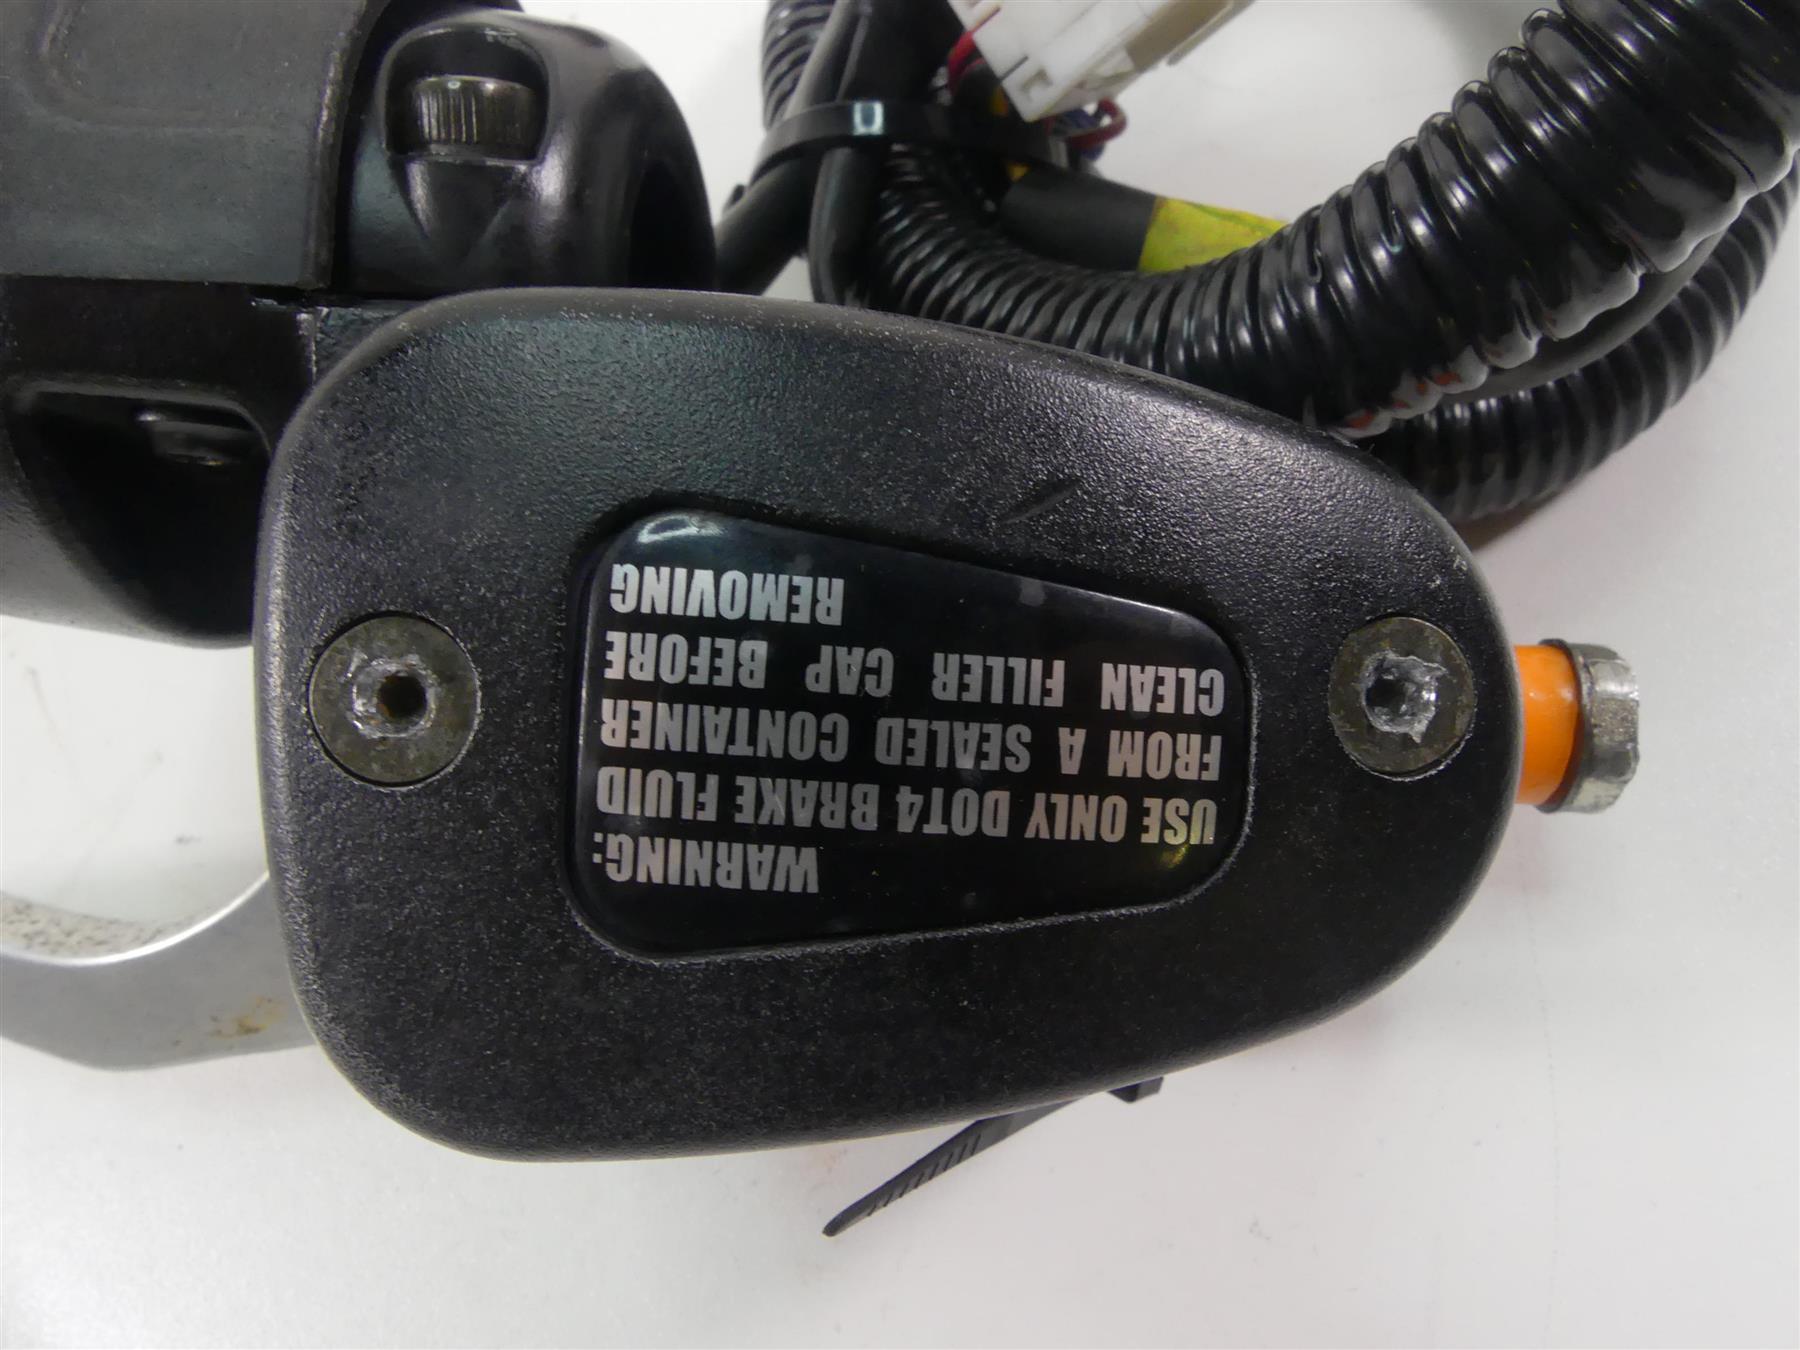 WARNING:
USE ONLY DOT4 BRAKE FLUID
FROM A SEALED CONTAINER
CLEAN FILLER CAP BEFORE
REMOVING